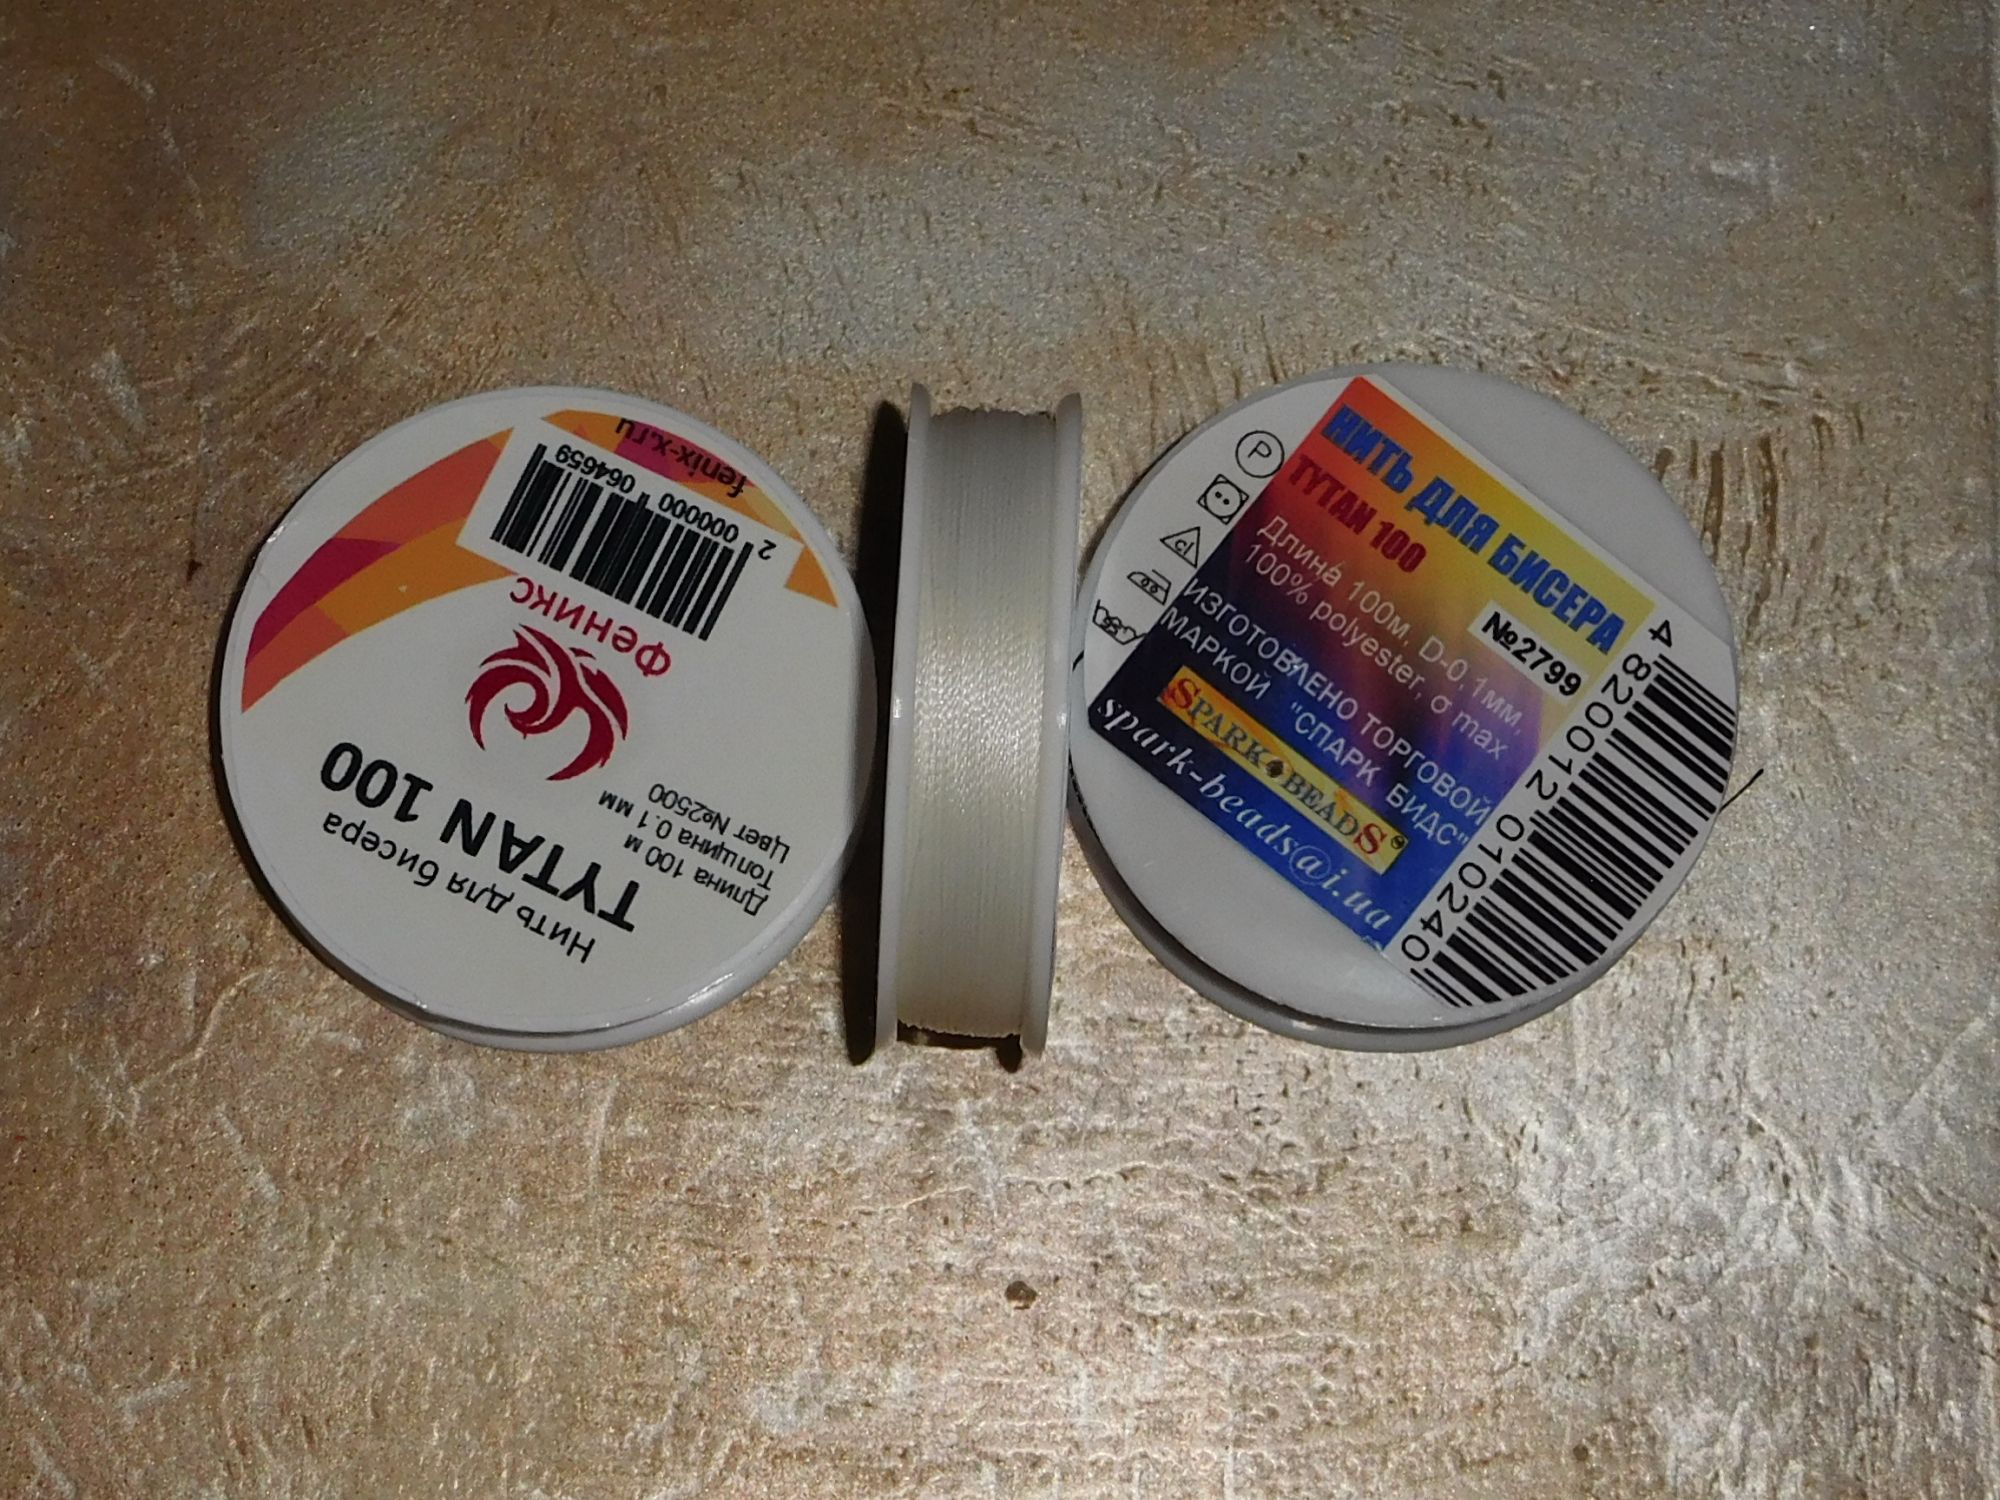 Нить для бисера
TYTAN 100
Длина 100 м
Толщина 0.1 мм
Цвет №2500
Феникс
2 000000 064659
fenix-x.ru
НИТЬ ДЛЯ БИСЕРА
TYTAN 100
№2799
Длина 100м, D-0,1мм,
100% polyester, σ max
ИЗГОТОВЛЕНО ТОРГОВОЙ
МАРКОЙ "СПАРК БИДС"
SPARK BEADS®
spark-beads@i.ua
4 820012 010240
P
cl